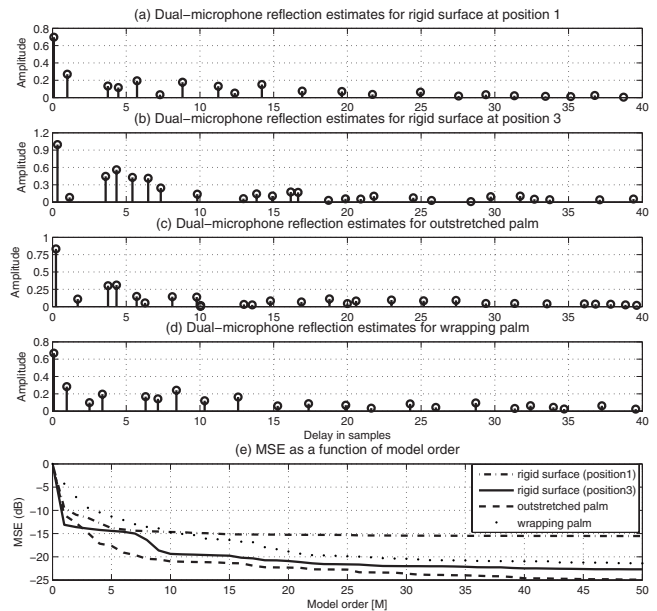 (a) Dual−microphone reflection estimates for rigid surface at position 1
Amplitude
0.8
0.6
0.4
0.2
0
0 5 10 15 20 25 30 35 40
(b) Dual−microphone reflection estimates for rigid surface at position 3
Amplitude
1.2
0.9
0.6
0.3
0
0 5 10 15 20 25 30 35 40
(c) Dual−microphone reflection estimates for outstretched palm
Amplitude
1
0.75
0.5
0.25
0
0 5 10 15 20 25 30 35 40
(d) Dual−microphone reflection estimates for wrapping palm
Amplitude
0.8
0.6
0.4
0.2
0
0 5 10 15 20 25 30 35 40
Delay in samples
(e) MSE as a function of model order
MSE (dB)
0
−5
−10
−15
−20
−25
rigid surface (position1)
rigid surface (position3)
outstretched palm
wrapping palm
0 5 10 15 20 25 30 35 40 45 50
Model order [M]